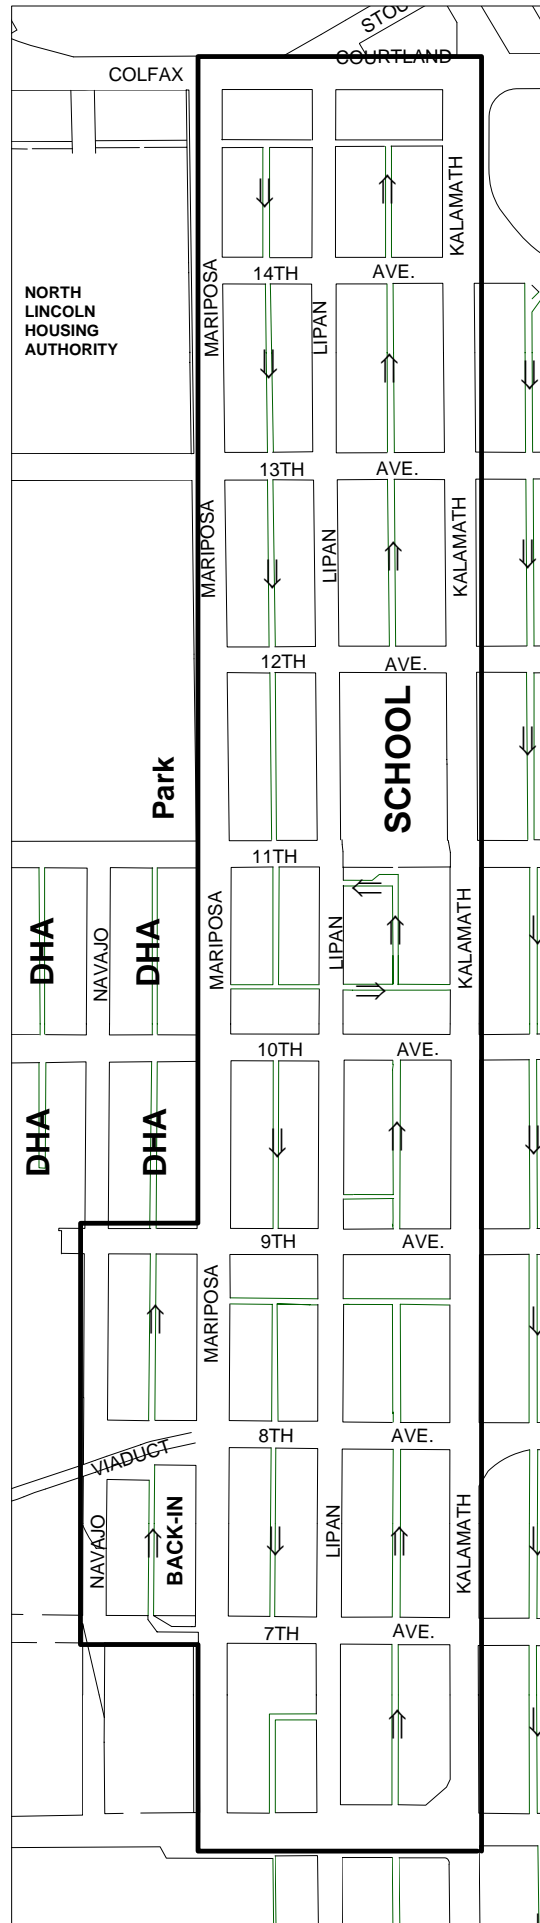 STOU
COURTLAND
COLFAX
KALAMATH
MARIPOSA
14TH
AVE.
NORTH
LINCOLN
HOUSING
AUTHORITY
LIPAN
13TH
AVE.
MARIPOSA
LIPAN
KALAMATH
12TH
AVE.
SCHOOL
Park
11TH
DHA
NAVAJO
DHA
MARIPOSA
LIPAN
KALAMATH
10TH
AVE.
DHA
DHA
9TH
AVE.
MARIPOSA
8TH
AVE.
VIADUCT
NAVAJO
BACK-IN
LIPAN
KALAMATH
7TH
AVE.